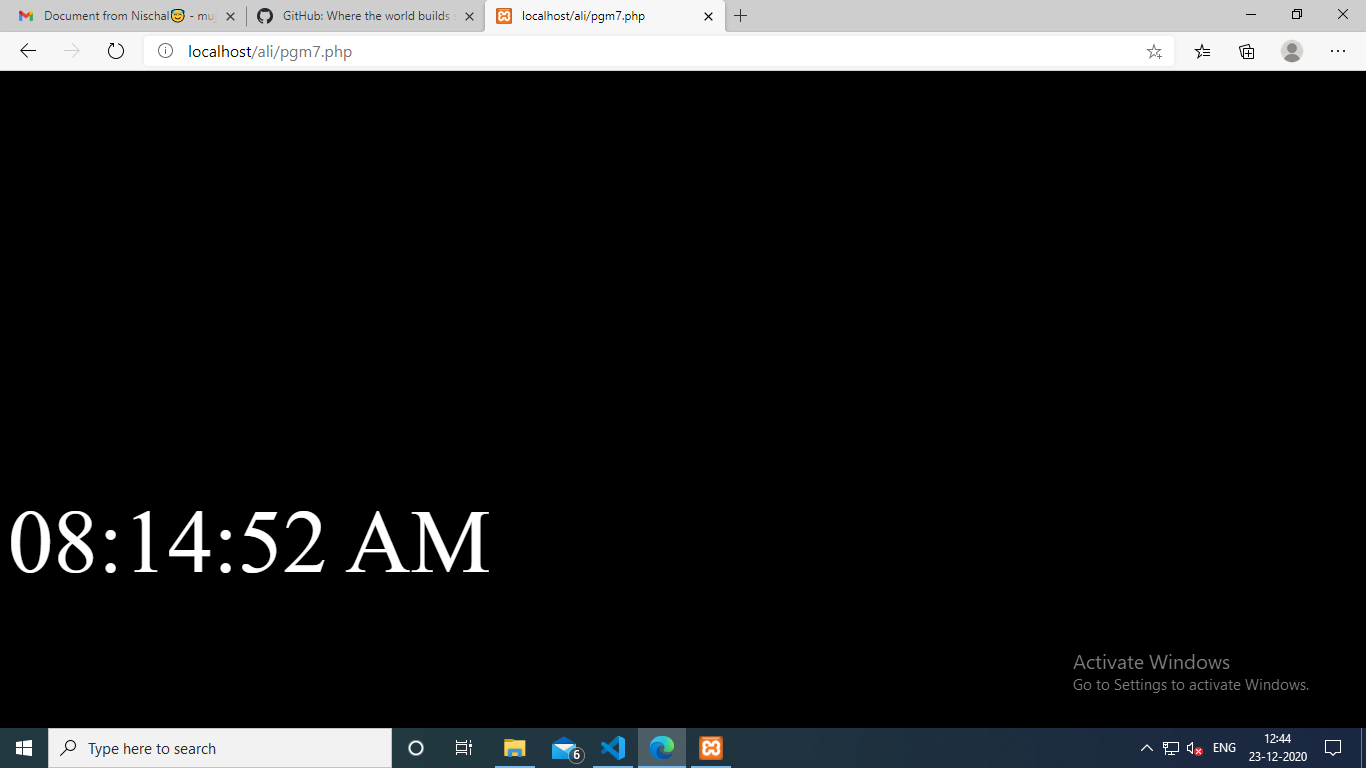 Document from Nischal😇 - mu
GitHub: Where the world builds
localhost/ali/pgm7.php
localhost/ali/pgm7.php
08:14:52 AM
Activate Windows
Go to Settings to activate Windows.
Type here to search
6
ENG
12:44
23-12-2020